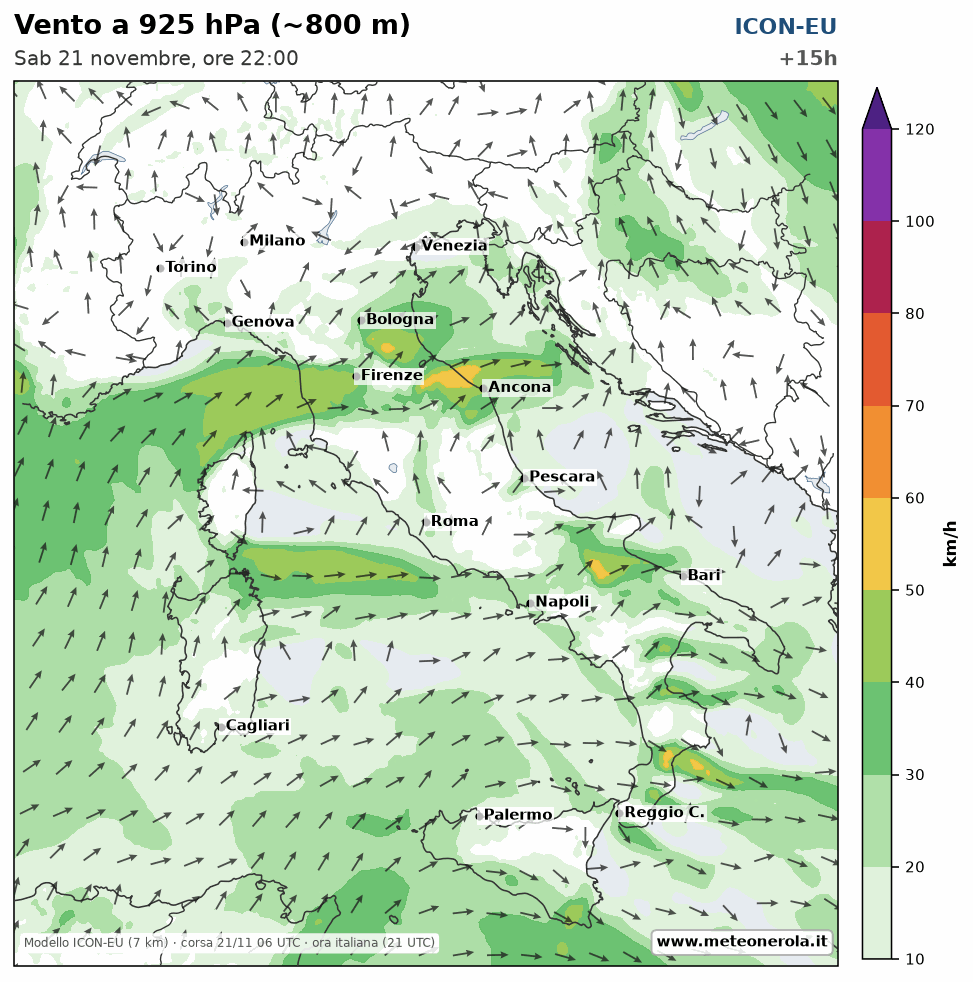 Vento a 925 hPa (~800 m)
ICON-EU
Sab 21 novembre, ore 22:00
+15h
Milano
Venezia
Torino
Genova
Bologna
Firenze
Ancona
Pescara
Roma
Bari
Napoli
Cagliari
Palermo
Reggio C.
120
100
80
70
60
50
40
30
20
10
km/h
Modello ICON-EU (7 km) · corsa 21/11 06 UTC · ora italiana (21 UTC)
www.meteonerola.it